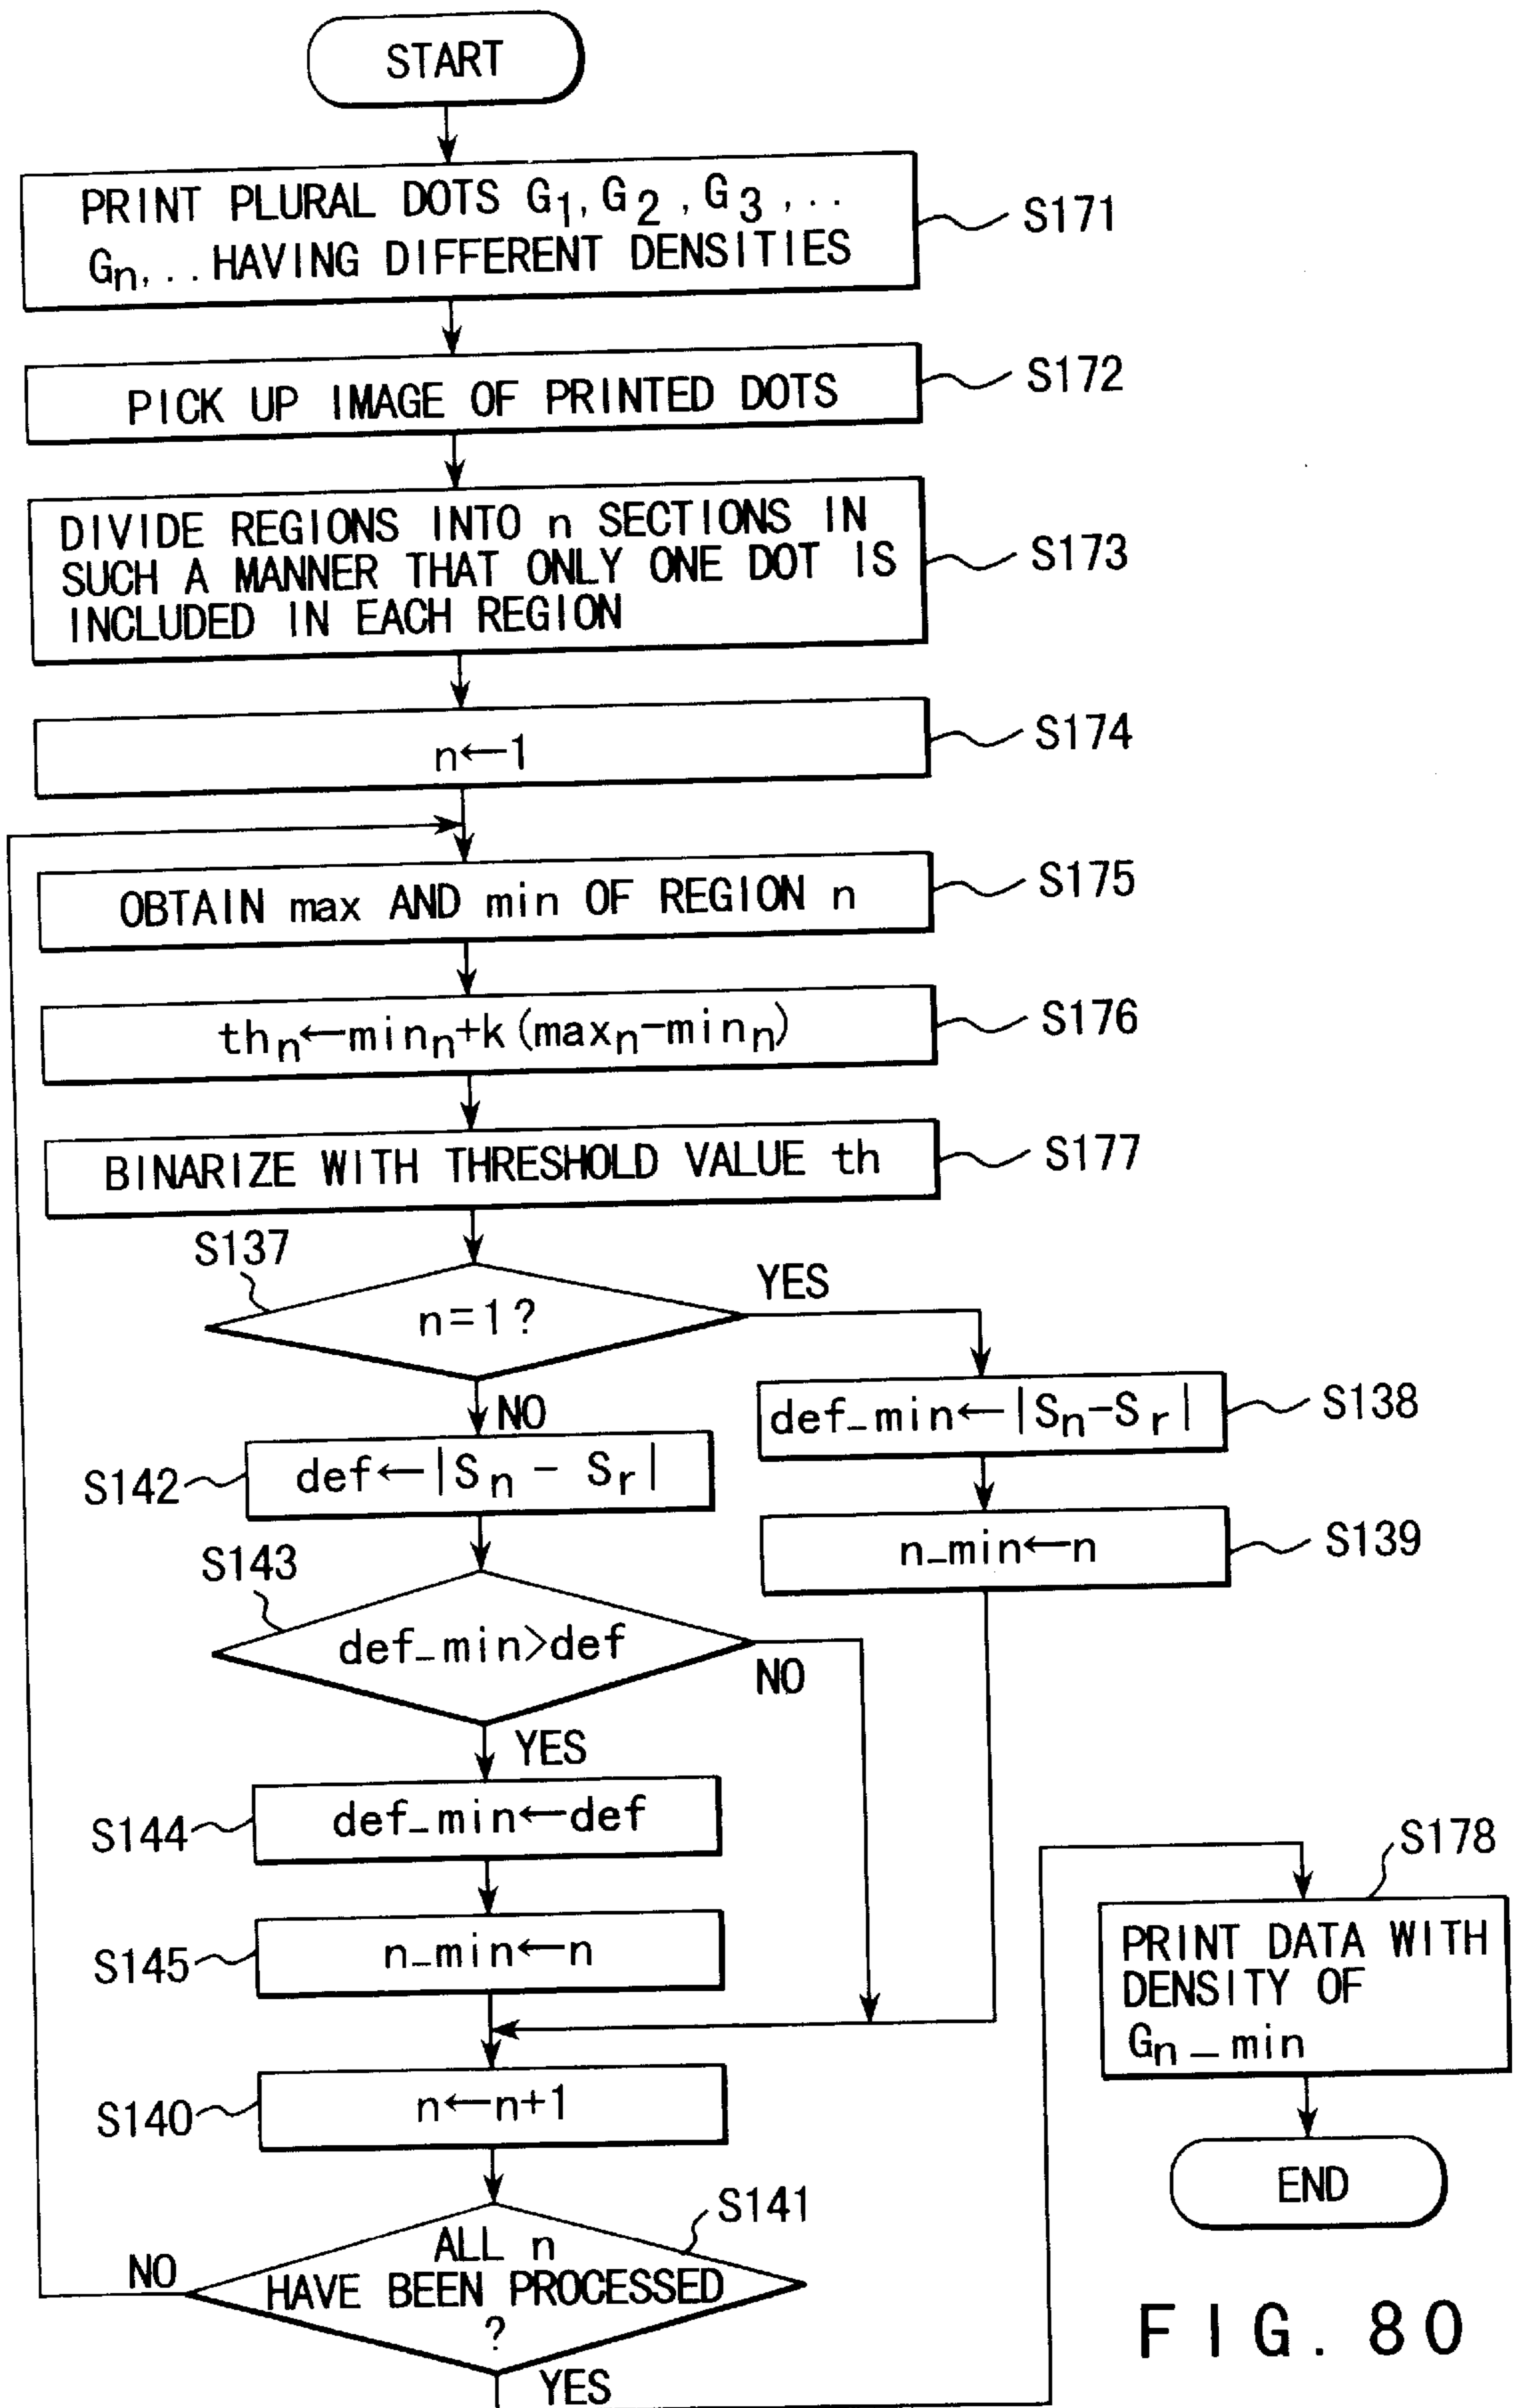 START
PRINT PLURAL DOTS G1, G2 , G3 , ..
Gn, .. HAVING DIFFERENT DENSITIES
S171
PICK UP IMAGE OF PRINTED DOTS
S172
DIVIDE REGIONS INTO n SECTIONS IN
SUCH A MANNER THAT ONLY ONE DOT IS
INCLUDED IN EACH REGION
S173
n←1
S174
OBTAIN max AND min OF REGION n
S175
thn←minn+k(maxn-minn)
S176
BINARIZE WITH THRESHOLD VALUE th
S177
S137
n=1?
YES
NO
def_min←|Sn-Sr|
S138
S142
def←|Sn - Sr|
n_min←n
S139
S143
def_min>def
NO
YES
S144
def_min←def
S145
n_min←n
S178
PRINT DATA WITH
DENSITY OF
Gn_min
S140
n←n+1
END
S141
ALL n
HAVE BEEN PROCESSED
?
NO
YES
FIG. 80